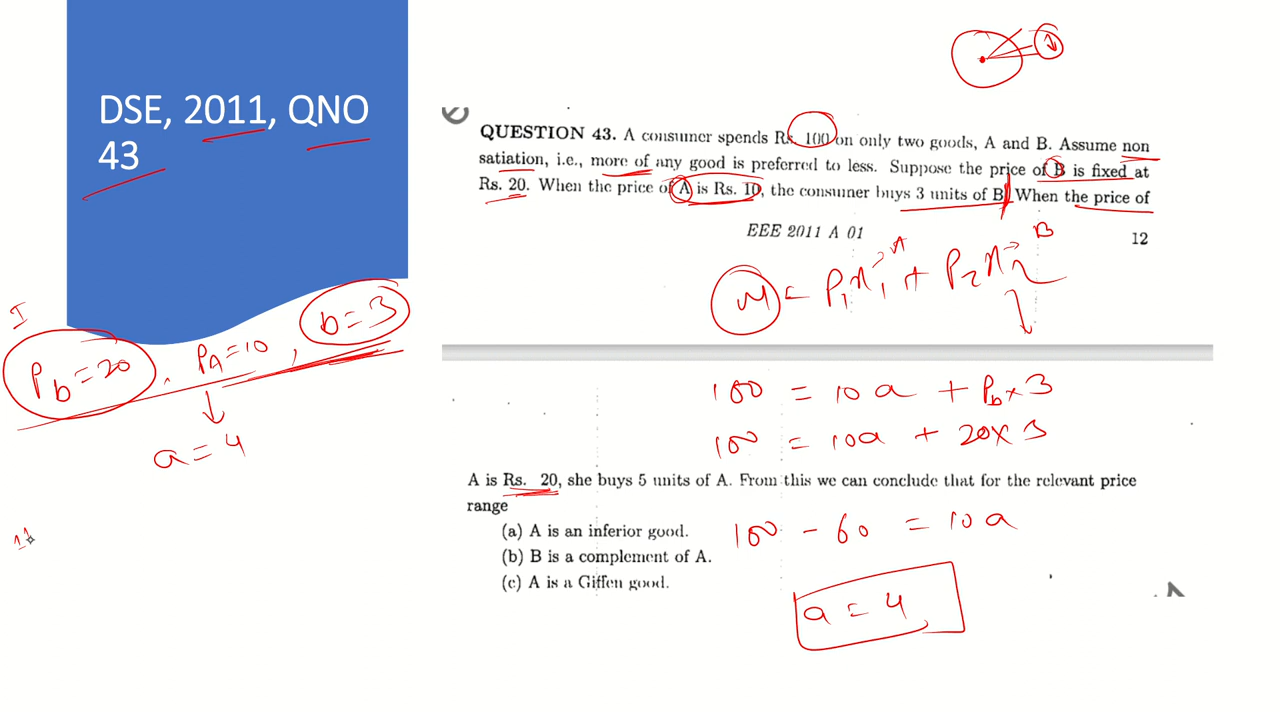 DSE, 2011, QNO
43
QUESTION 43. A consumer spends Rs. 100 on only two goods, A and B. Assume non
satiation, i.e., more of any good is preferred to less. Suppose the price of B is fixed at
Rs. 20. When the price of A is Rs. 10, the consumer buys 3 units of B. When the price of
EEE 2011 A 01
12
M = P₁x₁ + P₂x₂
A
B
I
P_b = 20, P_A = 10, b = 3
a = 4
100 = 10a + P_b × 3
100 = 10a + 20 × 3
A is Rs. 20, she buys 5 units of A. From this we can conclude that for the relevant price
range
(a) A is an inferior good.
(b) B is a complement of A.
(c) A is a Giffen good.
100 - 60 = 10a
a = 4